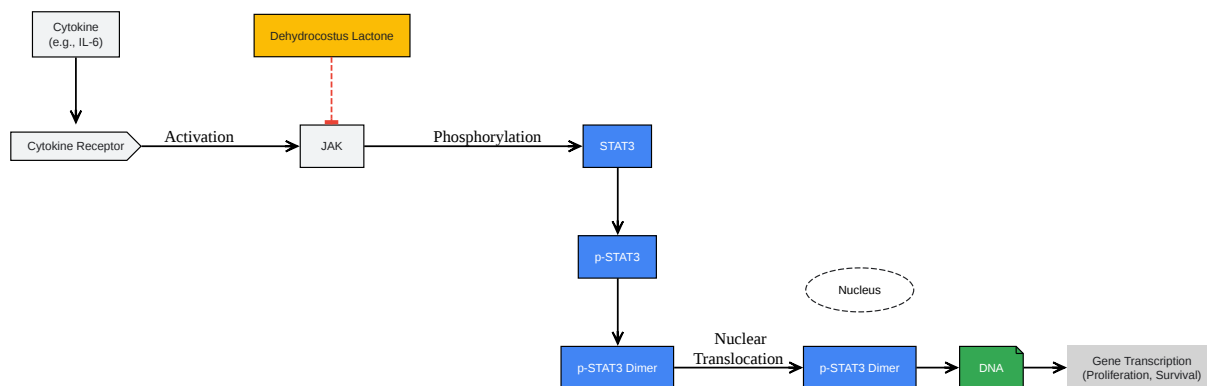 Cytokine
(e.g., IL-6)
Dehydrocostus Lactone
Cytokine Receptor
Activation
JAK
Phosphorylation
STAT3
p-STAT3
Nucleus
p-STAT3 Dimer
Nuclear
Translocation
p-STAT3 Dimer
DNA
Gene Transcription
(Proliferation, Survival)